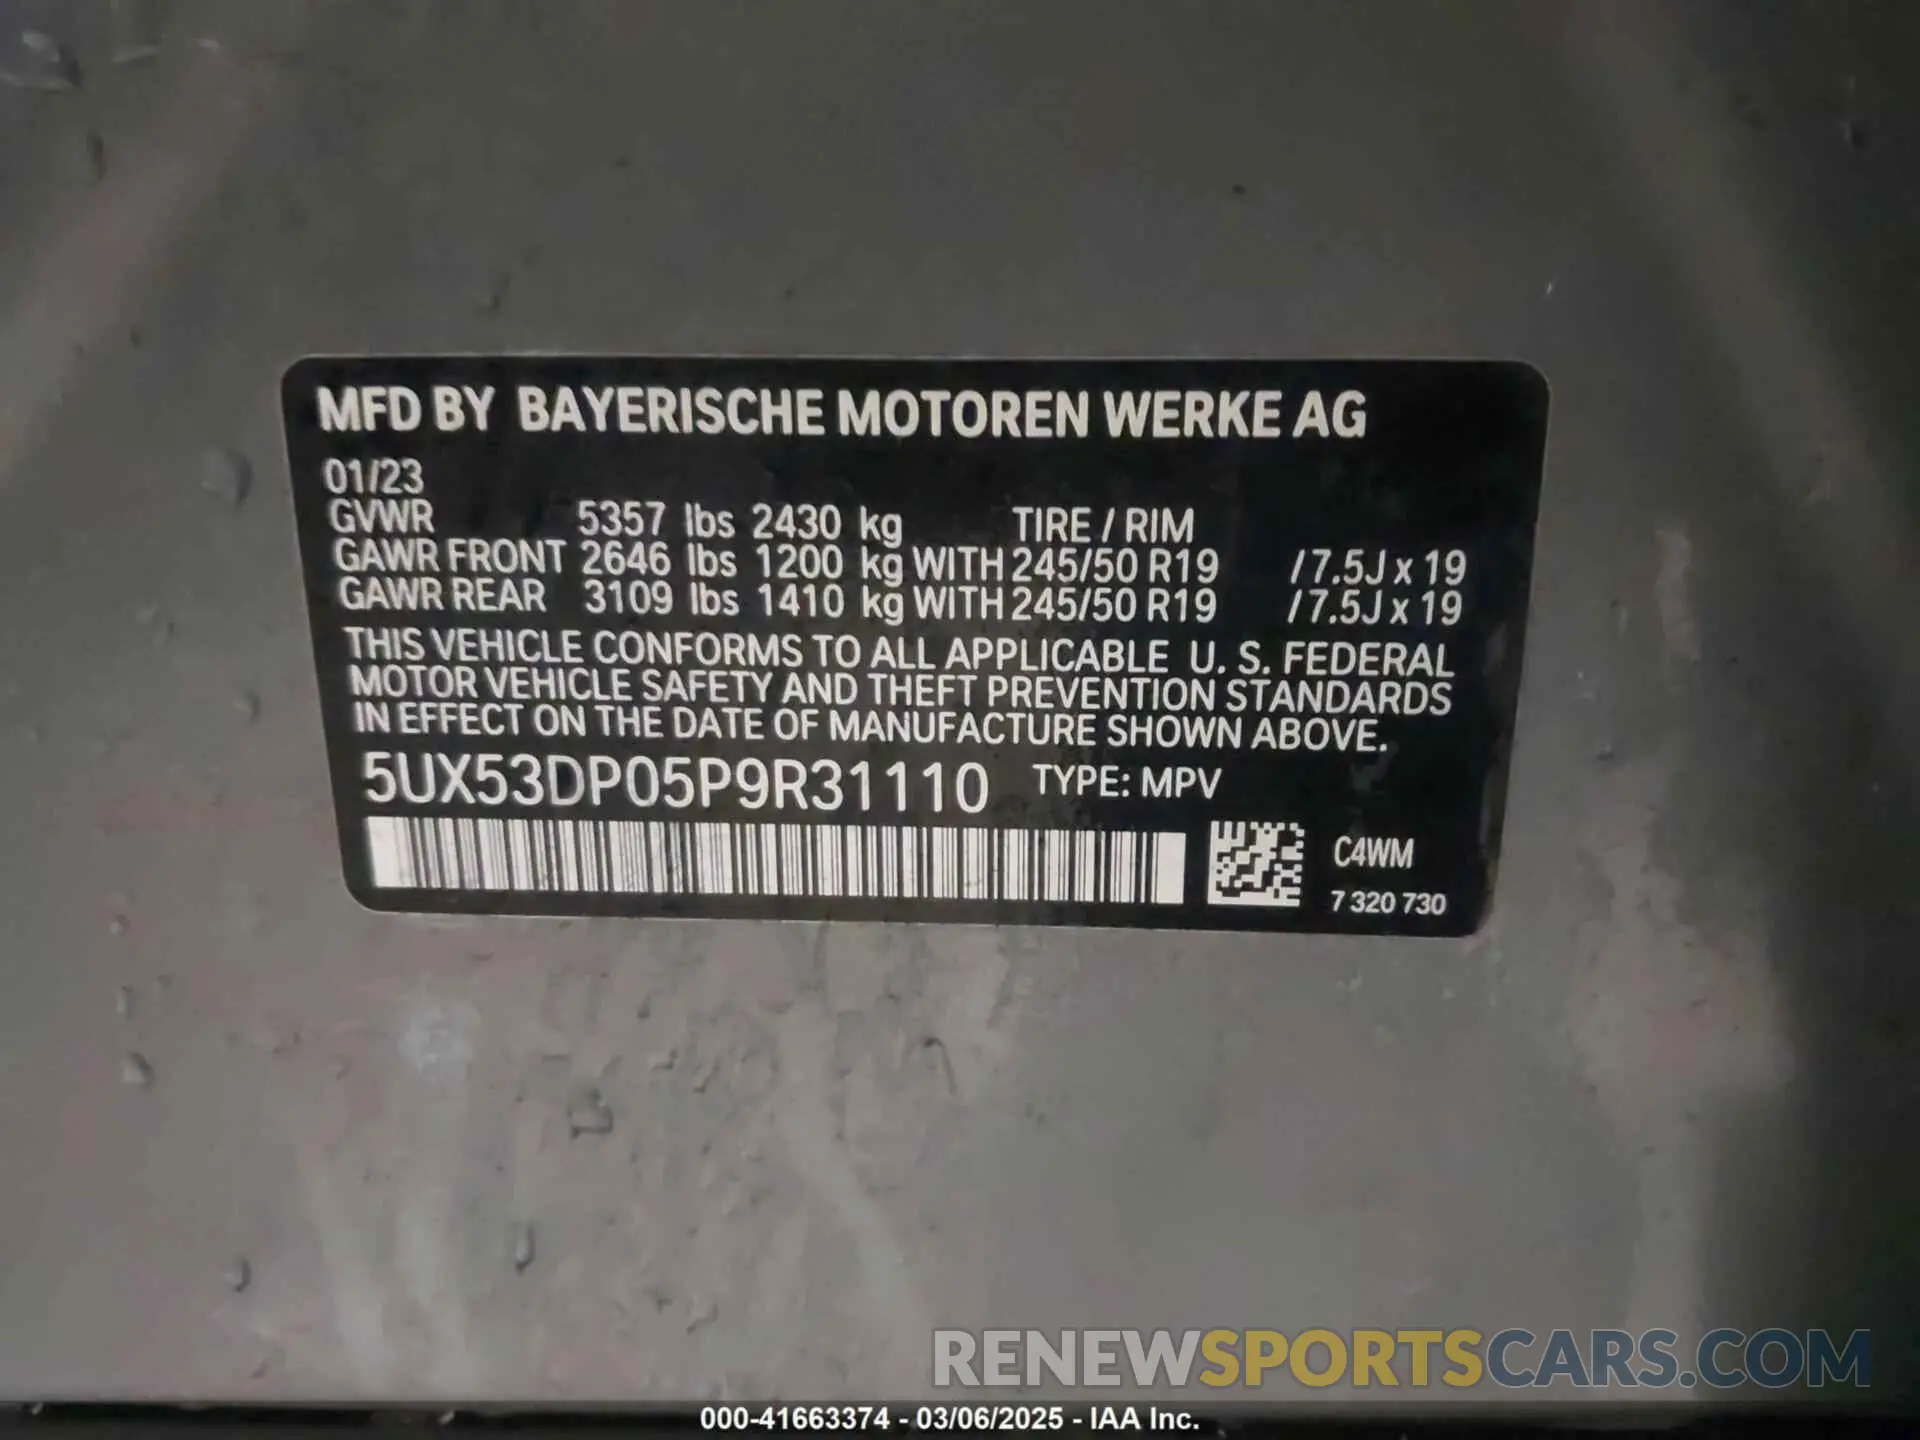 MFD BY BAYERISCHE MOTOREN WERKE AG
01/23
GVWR 5357 lbs 2430 kg TIRE / RIM
GAWR FRONT 2646 lbs 1200 kg WITH 245/50 R19 / 7.5J x 19
GAWR REAR 3109 lbs 1410 kg WITH 245/50 R19 / 7.5J x 19
THIS VEHICLE CONFORMS TO ALL APPLICABLE U. S. FEDERAL
MOTOR VEHICLE SAFETY AND THEFT PREVENTION STANDARDS
IN EFFECT ON THE DATE OF MANUFACTURE SHOWN ABOVE.
5UX53DP05P9R31110 TYPE: MPV
C4WM
7 320 730
RENEWSPORTSCARS.COM
000-41663374 - 03/06/2025 - IAA Inc.